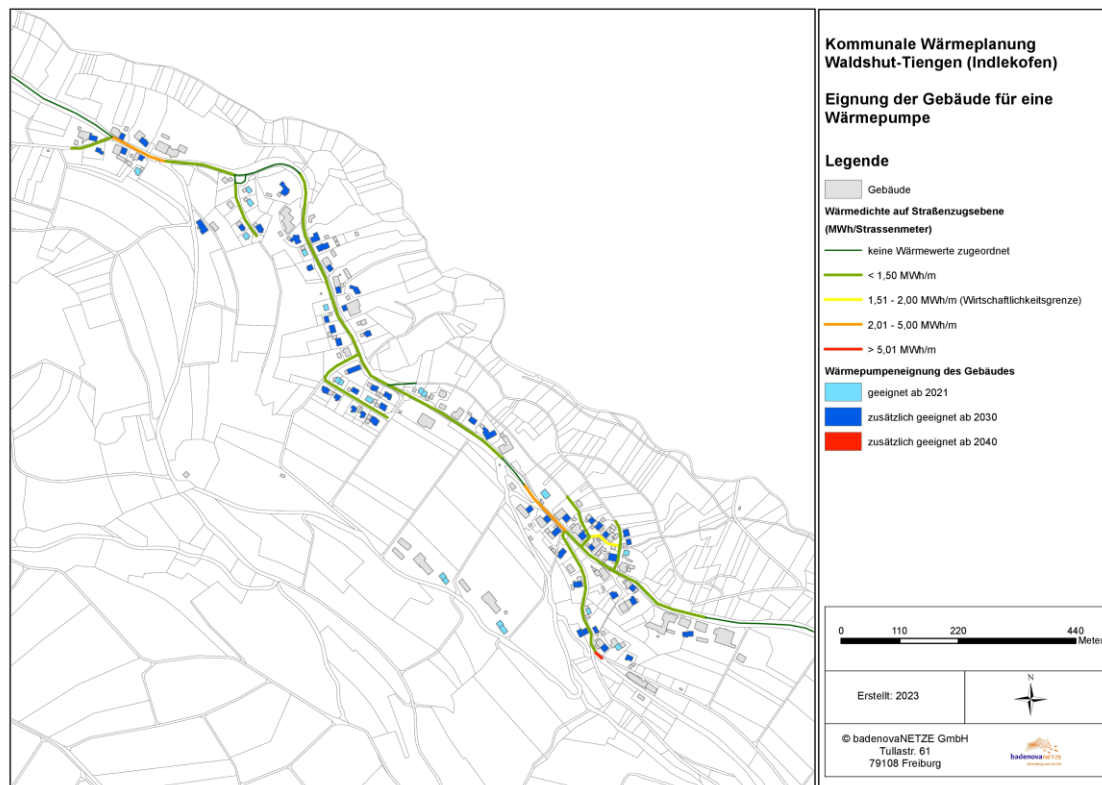 Kommunale Wärmeplanung
Waldshut-Tiengen (Indlekofen)
Eignung der Gebäude für eine
Wärmepumpe
Legende
Gebäude
Wärmedichte auf Straßenzugsebene
(MWh/Strassenmeter)
keine Wärmewerte zugeordnet
< 1,50 MWh/m
1,51 - 2,00 MWh/m (Wirtschaftlichkeitsgrenze)
2,01 - 5,00 MWh/m
> 5,01 MWh/m
Wärmepumpeneignung des Gebäudes
geeignet ab 2021
zusätzlich geeignet ab 2030
zusätzlich geeignet ab 2040
0 110 220 440
Meter
Erstellt: 2023
N
© badenovaNETZE GmbH
Tullastr. 61
79108 Freiburg
badenovaNETZE